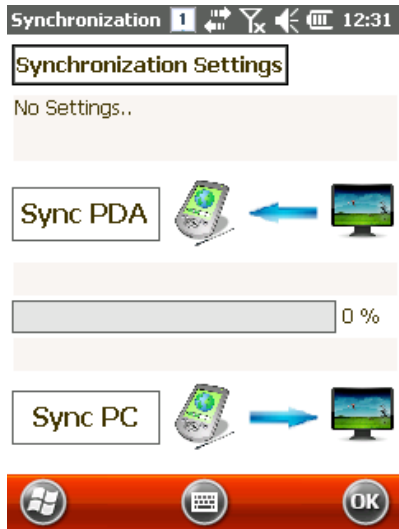 Synchronization 1 12:31
Synchronization Settings
No Settings..
Sync PDA
0 %
Sync PC
OK